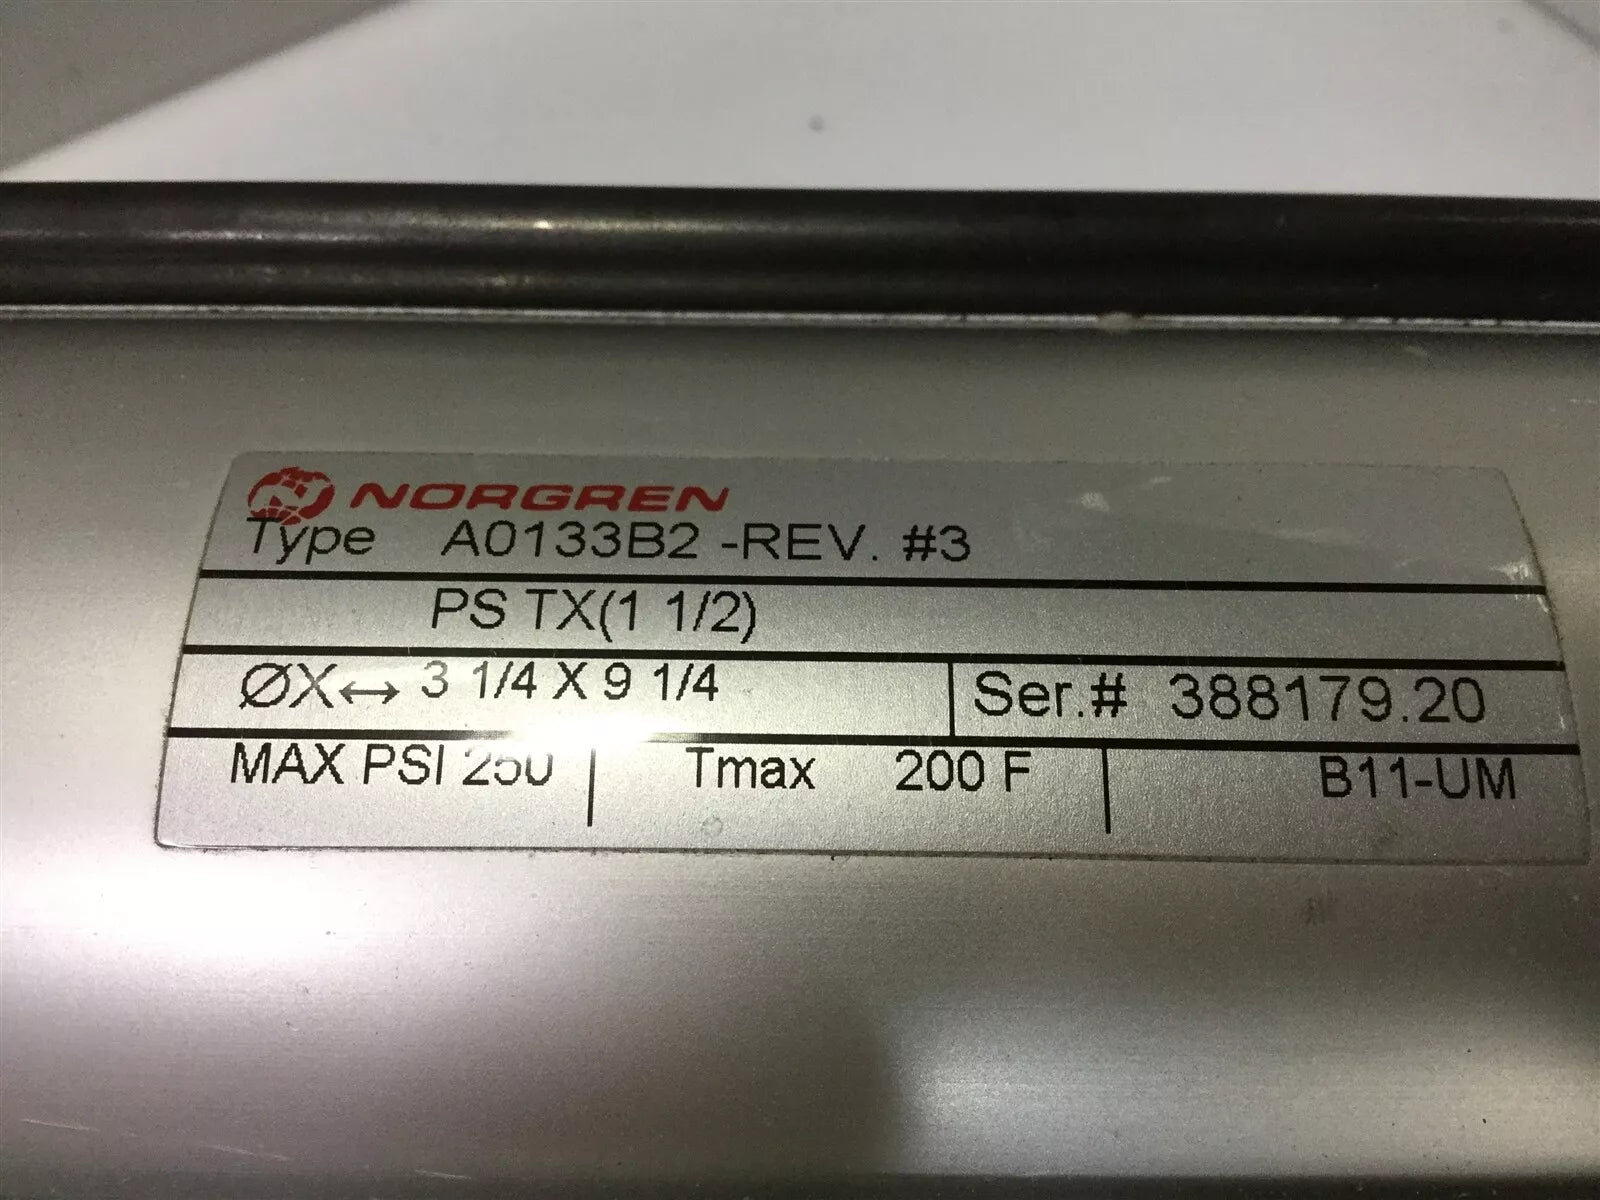 NORGREN
Type A0133B2 -REV. #3
PS TX(1 1/2)
ØX↔ 3 1/4 X 9 1/4 Ser.# 388179.20
MAX PSI 250 Tmax 200 F B11-UM